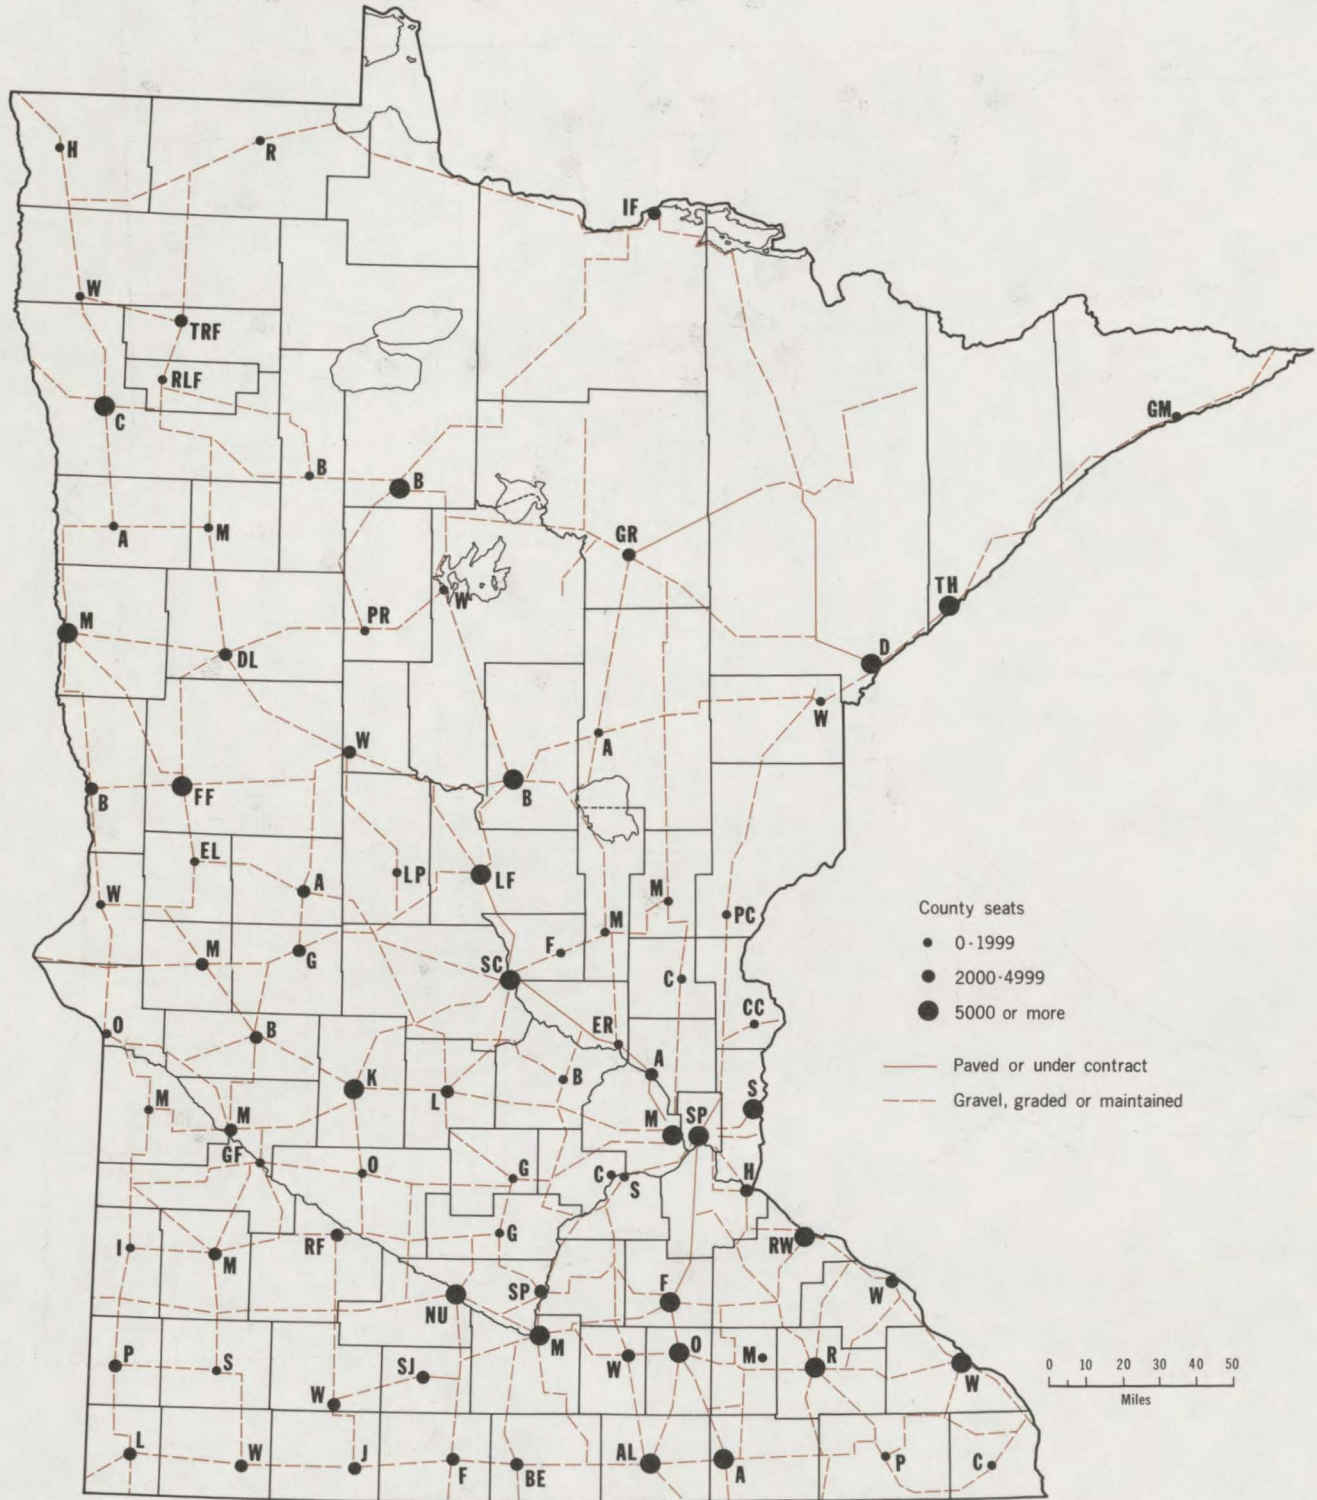 H
R
IF
W
TRF
RLF
C
GM
B
B
A
M
GR
W
TH
M
PR
DL
D
W
A
W
B
FF
B
EL
LP
LF
A
M
W
PC
M
F
M
G
SC
C
CC
O
B
ER
A
K
L
B
S
M
M
M
SP
GF
O
G
C
S
H
I
M
RF
G
RW
SP
F
W
NU
M
P
S
SJ
W
O
M
R
W
W
L
W
J
F
BE
AL
A
P
C
County seats
0-1999
2000-4999
5000 or more
Paved or under contract
Gravel, graded or maintained
0 10 20 30 40 50
Miles